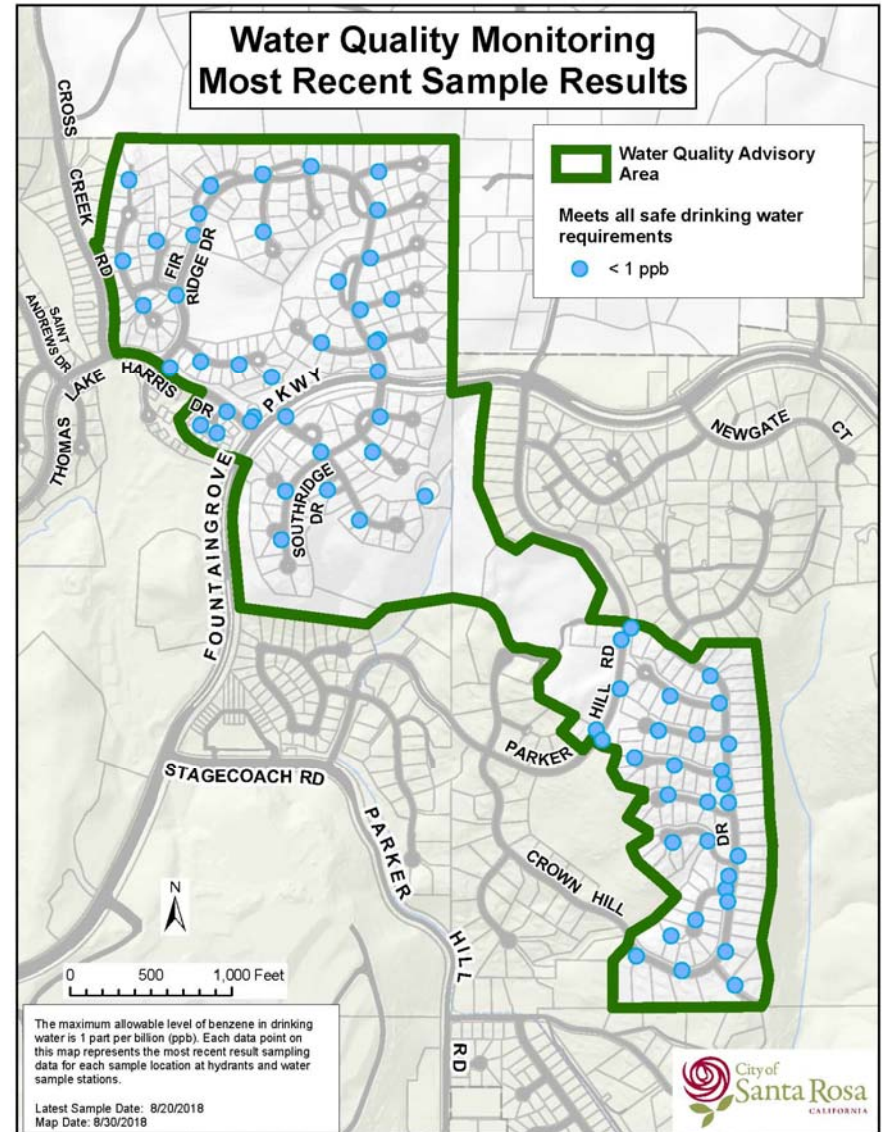 Water Quality Monitoring
Most Recent Sample Results
Water Quality Advisory
Area
Meets all safe drinking water
requirements
< 1 ppb
CROSS
CREEK
RD
FIR
RIDGE DR
SAINT
ANDREWS DR
LAKE
HARRIS
DR
THOMAS
PKWY
FOUNTAINGROVE
SOUTHRIDGE
DR
NEWGATE
CT
HILL RD
PARKER
STAGECOACH RD
PARKER
HILL
RD
CROWN HILL
DR
N
0 500 1,000 Feet
The maximum allowable level of benzene in drinking
water is 1 part per billion (ppb). Each data point on
this map represents the most recent result sampling
data for each sample location at hydrants and water
sample stations.
Latest Sample Date: 8/20/2018
Map Date: 8/30/2018
City of
Santa Rosa
CALIFORNIA